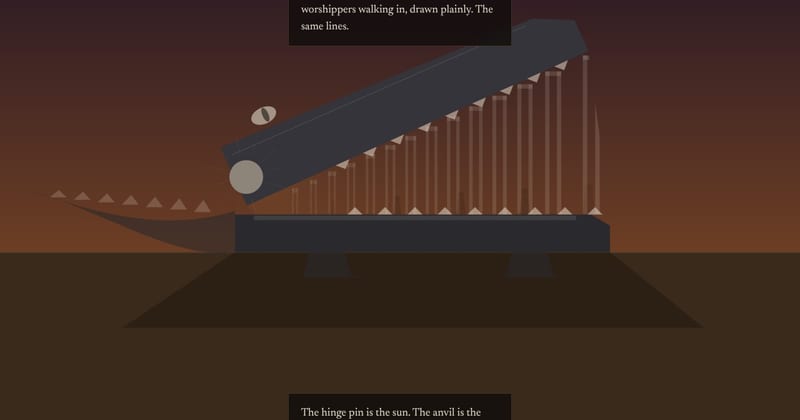 worshippers walking in, drawn plainly. The
same lines.
The hinge pin is the sun. The anvil is the